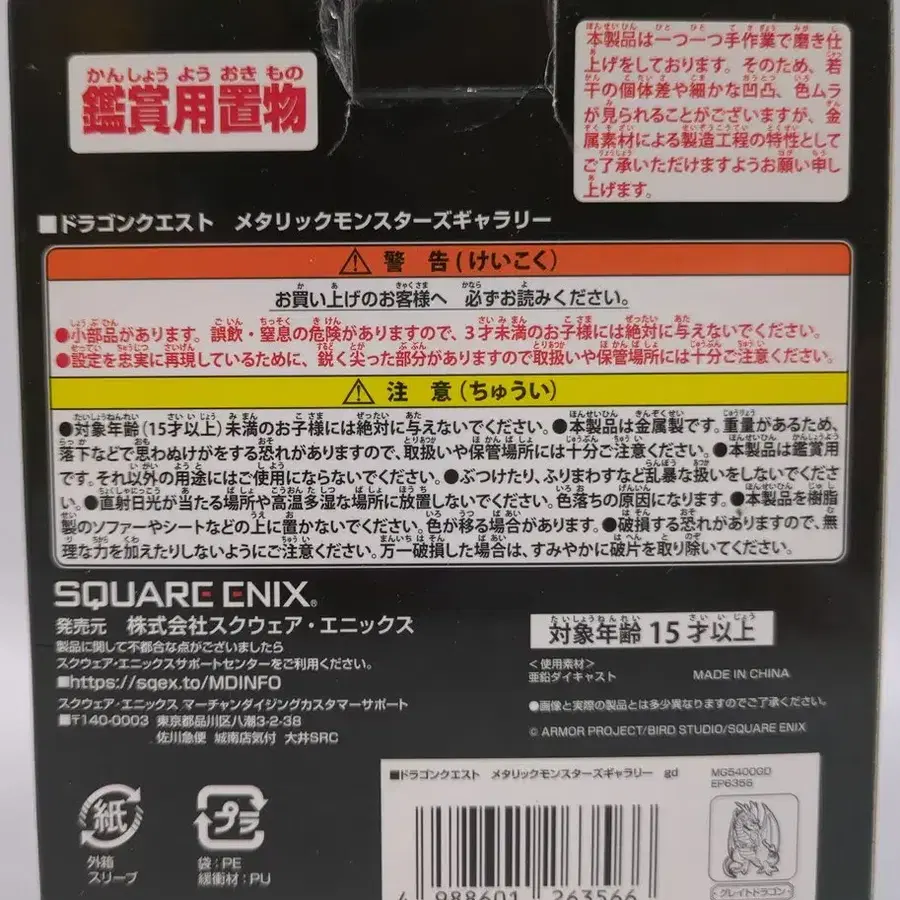 かんしょう よう おき もの
鑑賞用置物
本製品は一つ一つ手作業で磨き仕
上げをしております。そのため、若
干の個体差や細かな凹凸、色ムラ
が見られることがございますが、金
属素材による製造工程の特性として
ご了承いただけますようお願い申し
上げます。
■ドラゴンクエスト メタリックモンスターズギャラリー
⚠ 警 告 (けいこく)
お買い上げのお客様へ 必ずお読みください。
●小部品があります。誤飲・窒息の危険がありますので、3才未満のお子様には絶対に与えないでください。
●設定を忠実に再現しているために、鋭く尖った部分がありますので取扱いや保管場所には十分ご注意ください。
⚠ 注 意 (ちゅうい)
●対象年齢(15才以上)未満のお子様には絶対に与えないでください。●本製品は金属製です。重量があるため、
落下などで思わぬけがをする恐れがありますので、取扱いや保管場所には十分ご注意ください。●本製品は鑑賞用
です。それ以外の用途にはご使用にならないでください。●ぶつけたり、ふりまわすなど乱暴な扱いをしないでくださ
い。●直射日光が当たる場所や高温多湿な場所に放置しないでください。色落ちの原因になります。●本製品を樹脂
製のソファーやシートなどの上に置かないでください。色が移る場合があります。●破損する恐れがありますので、無
理な力を加えたりしないようにご注意ください。万一破損した場合は、すみやかに破片を取り除いてください。
SQUARE ENIX®
発売元 株式会社スクウェア・エニックス
製品に関して不都合な点がございましたら
スクウェア・エニックスサポートセンターをご利用ください。
■https://sqex.to/MDINFO
スクウェア・エニックス マーチャンダイジングカスタマーサポート
■〒140-0003 東京都品川区八潮3-2-38
佐川急便 城南店気付 大井SRC
たいしょうねんれい さい い じょう
対象年齢 15才以上
<使用素材>
亜鉛ダイキャスト
MADE IN CHINA
●画像と実際の製品とは多少異なりますのでご了承ください。
© ARMOR PROJECT/BIRD STUDIO/SQUARE ENIX
紙
外箱
スリーブ
プラ
袋:PE
緩衝材:PU
■ドラゴンクエスト メタリックモンスターズギャラリー gd
MG5400GD
EP6356
グレイトドラゴン
4 988601 263566